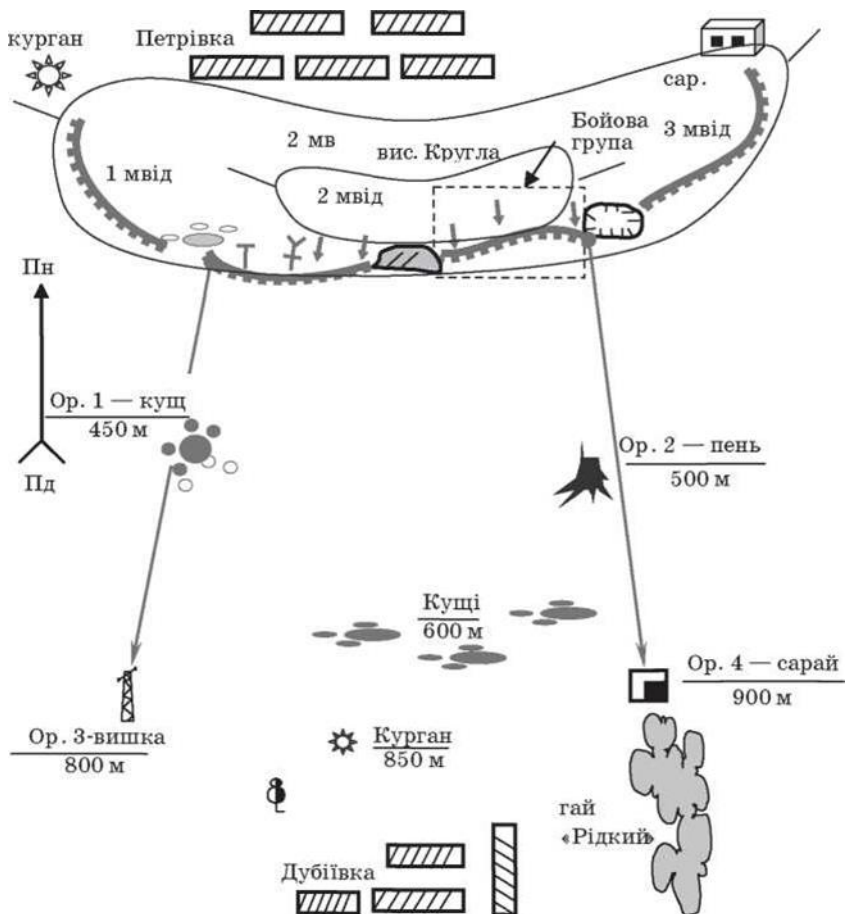 курган
Петрівка
сар.
Бойова
група
2 мв
вис. Кругла
3 мвід
1 мвід
2 мвід
Пн
Ор. 1 — кущ
450 м
Ор. 2 — пень
500 м
Пд
Кущі
600 м
Ор. 4 — сарай
900 м
Ор. 3-вишка
800 м
Курган
850 м
гай
«Рідкий»
Дубіївка